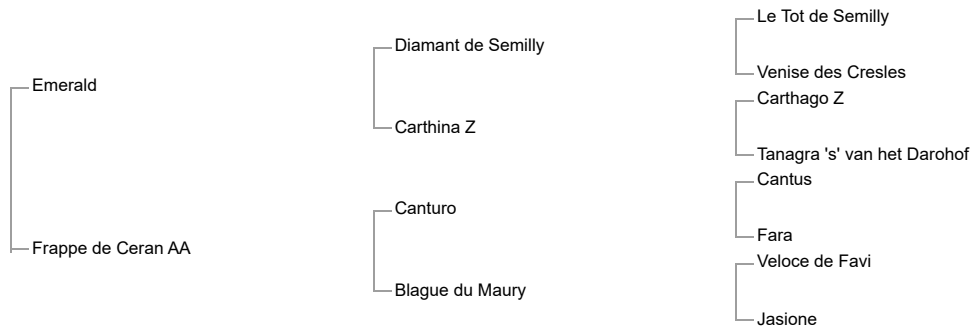 Le Tot de Semilly
Diamant de Semilly
Venise des Cresles
Emerald
Carthago Z
Carthina Z
Tanagra 's' van het Darohof
Cantus
Canturo
Fara
Frappe de Ceran AA
Veloce de Favi
Blague du Maury
Jasione